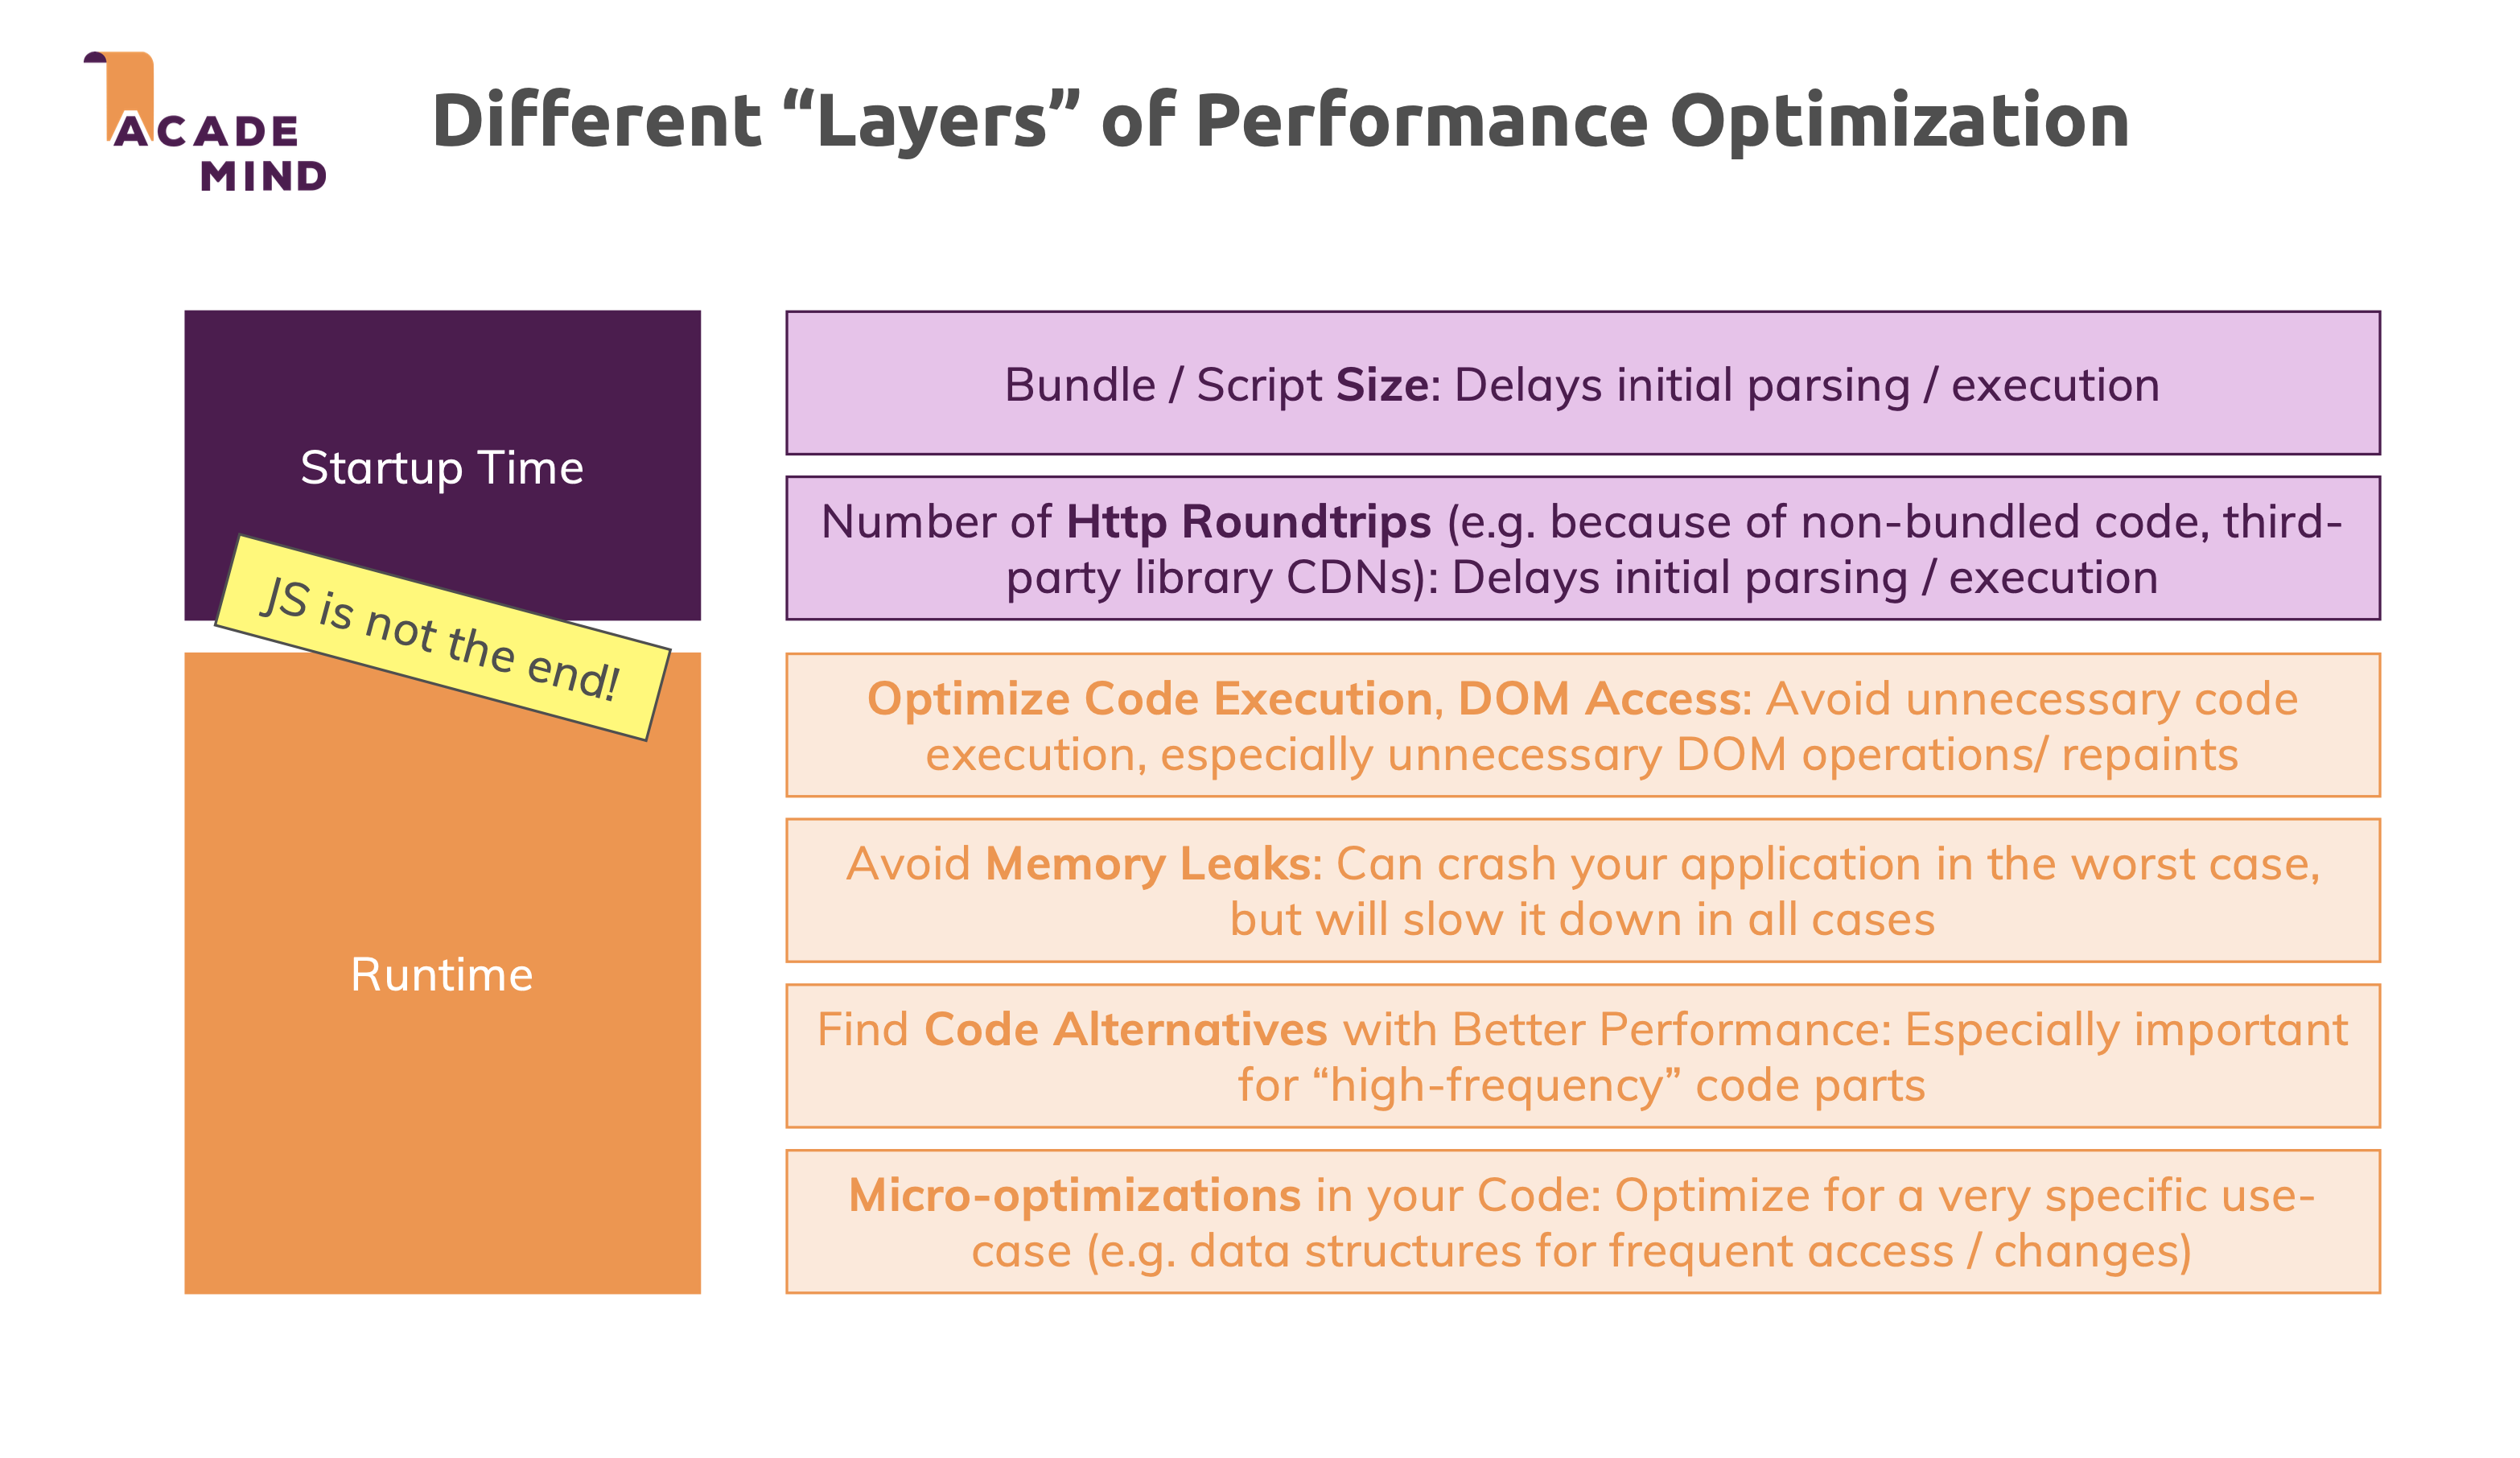 ACADE
MIND
Different “Layers” of Performance Optimization
Startup Time
Bundle / Script Size: Delays initial parsing / execution
Number of Http Roundtrips (e.g. because of non-bundled code, third-
party library CDNs): Delays initial parsing / execution
JS is not the end!
Runtime
Optimize Code Execution, DOM Access: Avoid unnecessary code
execution, especially unnecessary DOM operations/ repaints
Avoid Memory Leaks: Can crash your application in the worst case,
but will slow it down in all cases
Find Code Alternatives with Better Performance: Especially important
for “high-frequency” code parts
Micro-optimizations in your Code: Optimize for a very specific use-
case (e.g. data structures for frequent access / changes)